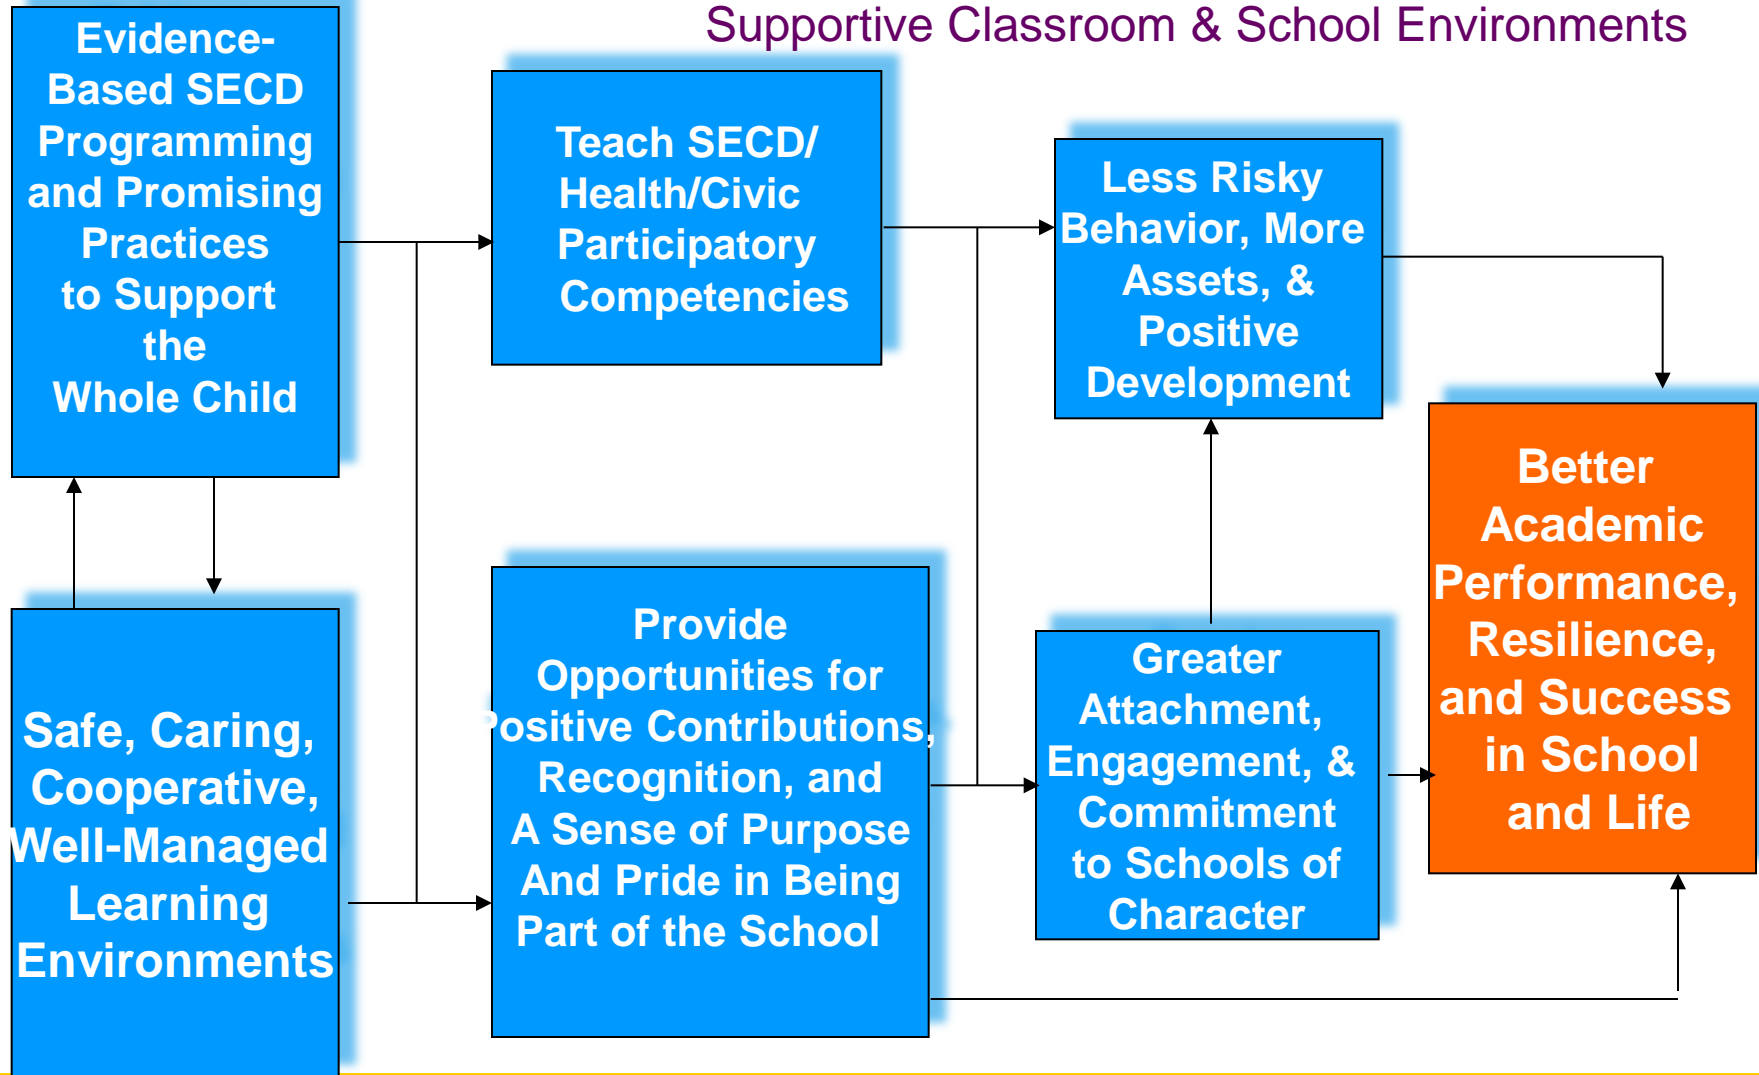 Supportive Classroom & School Environments
Evidence-
Based SECD
Programming
and Promising
Practices
to Support
the
Whole Child
Teach SECD/
Health/Civic
Participatory
Competencies
Less Risky
Behavior, More
Assets, &
Positive
Development
Better
Academic
Performance,
Resilience,
and Success
in School
and Life
Safe, Caring,
Cooperative,
Well-Managed
Learning
Environments
Provide
Opportunities for
Positive Contributions,
Recognition, and
A Sense of Purpose
And Pride in Being
Part of the School
Greater
Attachment,
Engagement, &
Commitment
to Schools of
Character